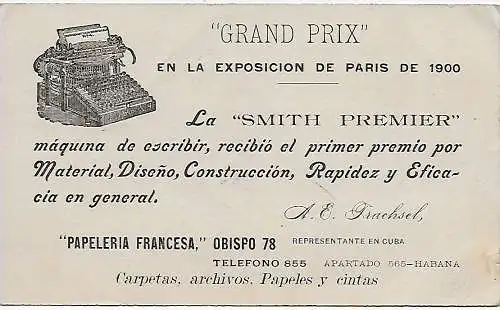 "GRAND PRIX"
EN LA EXPOSICION DE PARIS DE 1900
La "SMITH PREMIER"
máquina de escribir, recibió el primer premio por
Material, Diseño, Construcción, Rapidez y Efica-
cia en general.
A. E. Trachsel,
"PAPELERIA FRANCESA," OBISPO 78 REPRESENTANTE EN CUBA
TELEFONO 855 APARTADO 565-HABANA
Carpetas, archivos. Papeles y cintas